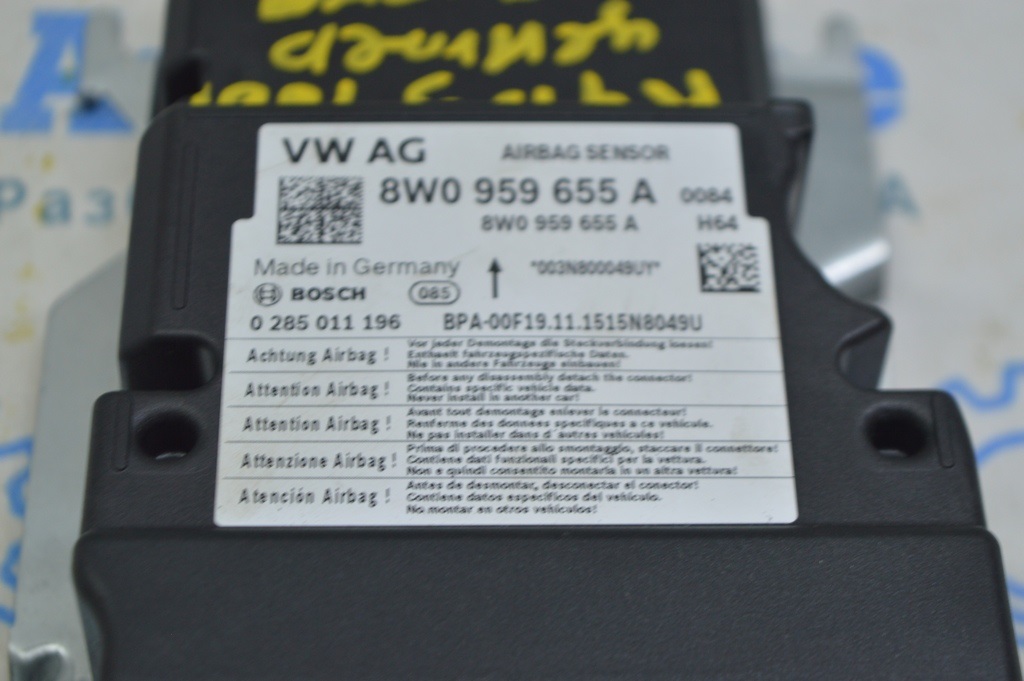 VW AG AIRBAG SENSOR
8W0 959 655 A 0084
8W0 959 655 A H64
Made in Germany *003N800049UY*
BOSCH 085
0 285 011 196 BPA-00F19.11.1515N8049U
Achtung Airbag !
Vor jeder Demontage die Steckverbindung loesen!
Enthaelt fahrzeugspezifische Daten.
Nie in andere Fahrzeuge einbauen!
Attention Airbag !
Before any disassembly detach the connector!
Contains specific vehicle data.
Never install in another car!
Attention Airbag !
Avant tout demontage enlever le connecteur!
Renferme des données specifiques a ce vehicule.
Ne pas installer dans d'autres vehicules!
Attenzione Airbag !
Prima di procedere allo smontaggio, staccare il connettore!
Contiene dati funzionali specifici per la vettura.
Non e quindi consentito montarla in un altra vettura!
Atención Airbag !
Antes de desmontar, desconectar el conector!
Contiene datos específicos del vehículo.
No montar en otros vehículos!